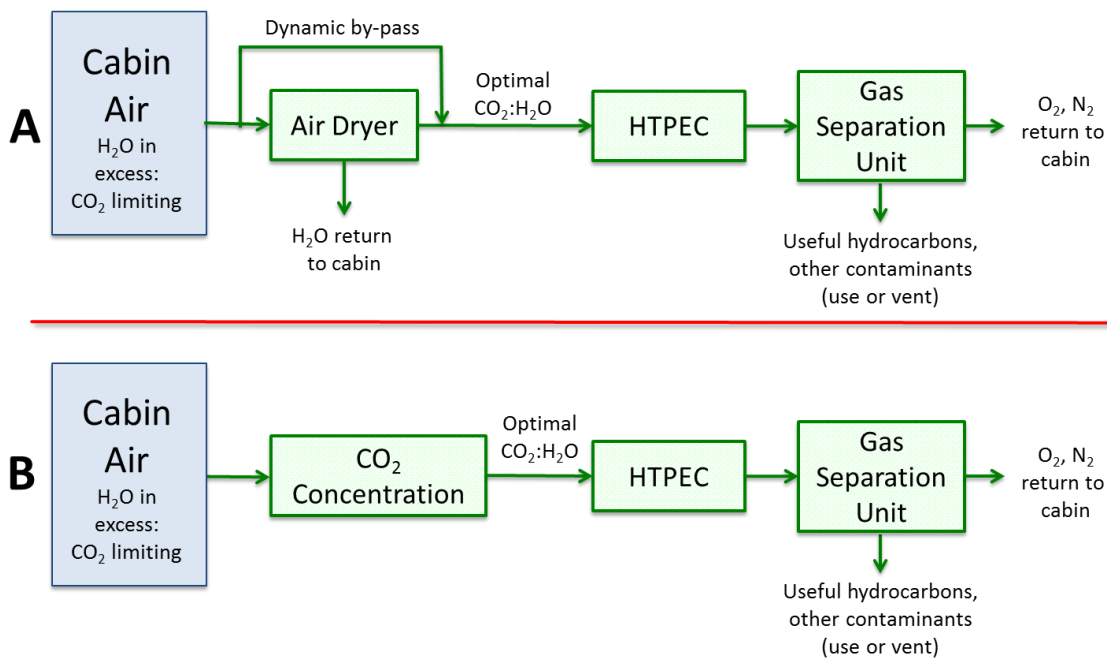 A
Cabin
Air
H₂O in
excess:
CO₂ limiting
Dynamic by-pass
Air Dryer
H₂O return
to cabin
Optimal
CO₂:H₂O
HTPEC
Gas
Separation
Unit
Useful hydrocarbons,
other contaminants
(use or vent)
O₂, N₂
return to
cabin
B
Cabin
Air
H₂O in
excess:
CO₂ limiting
CO₂
Concentration
Optimal
CO₂:H₂O
HTPEC
Gas
Separation
Unit
Useful hydrocarbons,
other contaminants
(use or vent)
O₂, N₂
return to
cabin